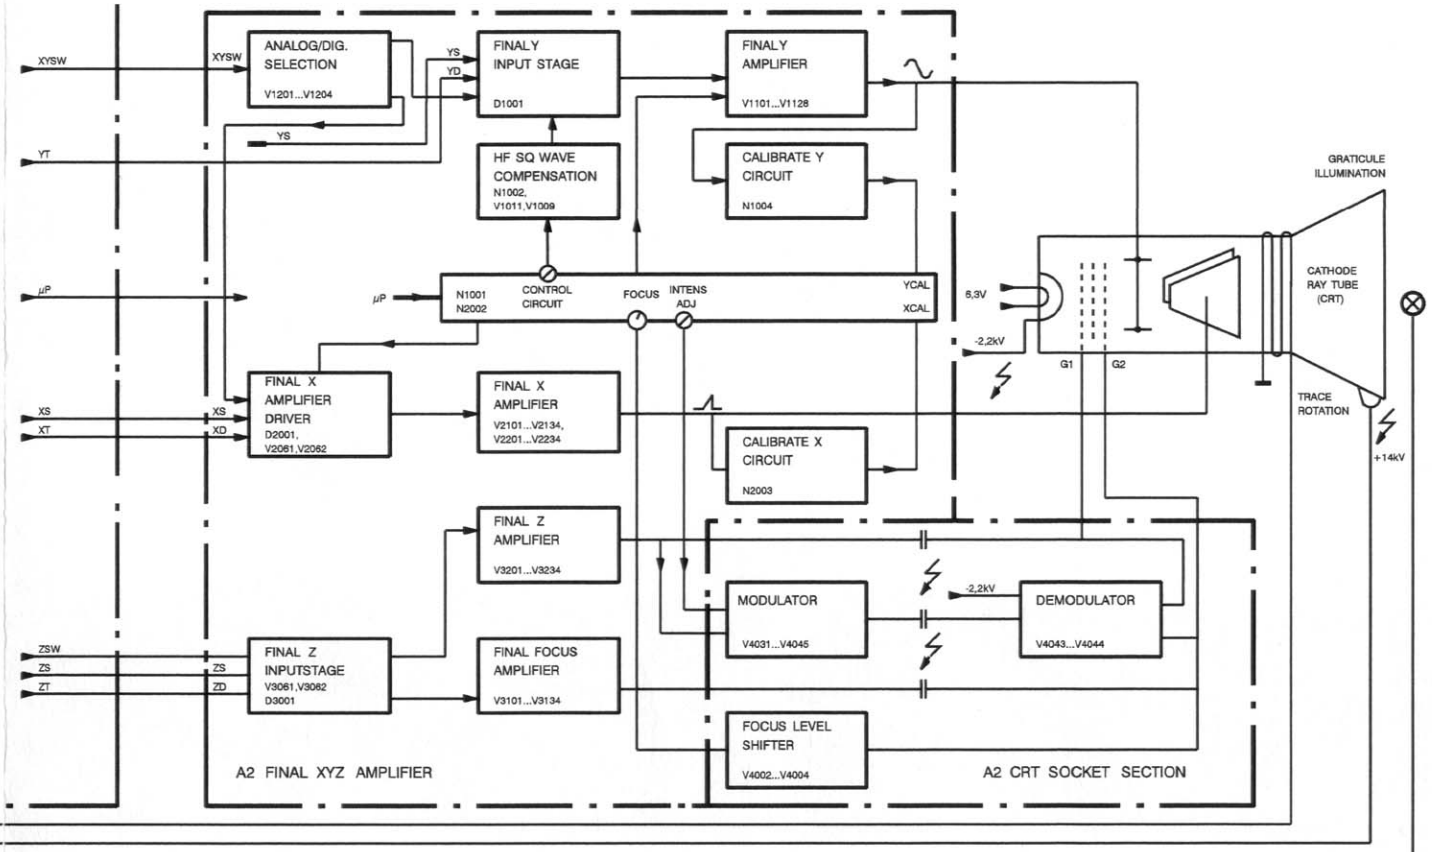 XYSW
YT
µP
XS
XT
ZSW
ZS
ZT
XYSW
ANALOG/DIG.
SELECTION
V1201...V1204
YS
YS
YD
FINALY
INPUT STAGE
D1001
HF SQ WAVE
COMPENSATION
N1002,
V1011,V1009
FINALY
AMPLIFIER
V1101...V1128
CALIBRATE Y
CIRCUIT
N1004
µP
N1001
N2002
CONTROL
CIRCUIT
FOCUS
INTENS
ADJ
YCAL
XCAL
XS
XD
FINAL X
AMPLIFIER
DRIVER
D2001,
V2061,V2062
FINAL X
AMPLIFIER
V2101...V2134,
V2201...V2234
CALIBRATE X
CIRCUIT
N2003
FINAL Z
AMPLIFIER
V3201...V3234
ZS
ZD
FINAL Z
INPUTSTAGE
V3061,V3062
D3001
FINAL FOCUS
AMPLIFIER
V3101...V3134
MODULATOR
V4031...V4045
-2,2kV
DEMODULATOR
V4043...V4044
FOCUS LEVEL
SHIFTER
V4002...V4004
A2 FINAL XYZ AMPLIFIER
A2 CRT SOCKET SECTION
6,3V
-2,2kV
G1
G2
GRATICULE
ILLUMINATION
CATHODE
RAY TUBE
(CRT)
TRACE
ROTATION
+14kV